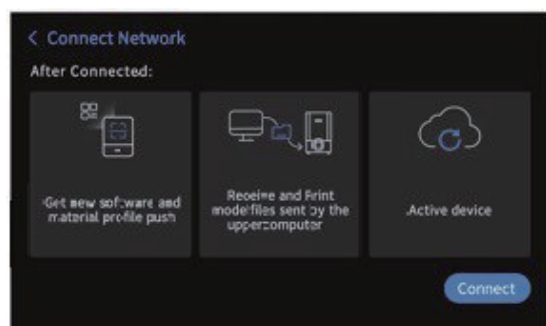 Connect Network
After Connected:
Get new software and
material profile push
Receive and Print
model files sent by the
uppercomputer
Active device
Connect